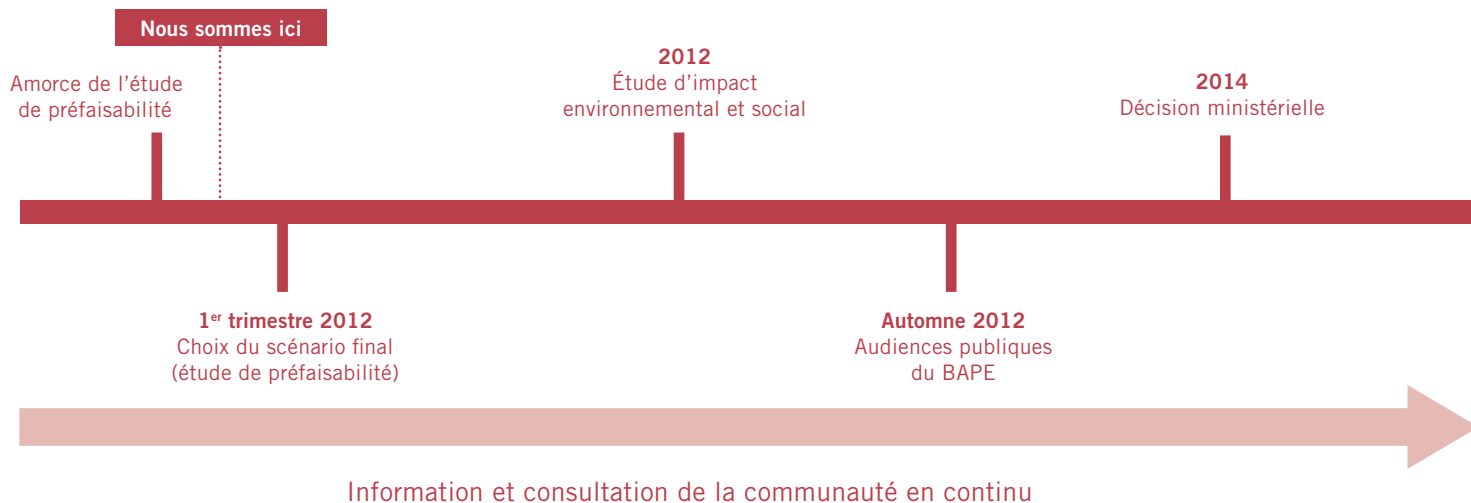 Nous sommes ici
Amorce de l’étude
de préfaisabilité
1er trimestre 2012
Choix du scénario final
(étude de préfaisabilité)
2012
Étude d’impact
environnemental et social
Automne 2012
Audiences publiques
du BAPE
2014
Décision ministérielle
Information et consultation de la communauté en continu